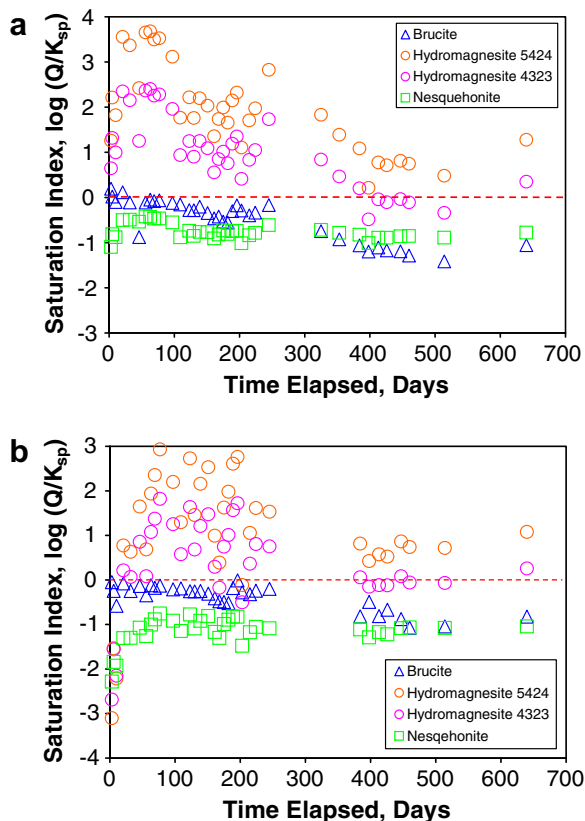 a
Saturation Index, log (Q/Ksp)
4
3
2
1
0
-1
-2
-3
Brucite
Hydromagnesite 5424
Hydromagnesite 4323
Nesquehonite
0 100 200 300 400 500 600 700
Time Elapsed, Days
b
Saturation Index, log (Q/Ksp)
3
2
1
0
-1
-2
-3
-4
Brucite
Hydromagnesite 5424
Hydromagnesite 4323
Nesqehonite
0 100 200 300 400 500 600 700
Time Elapsed, Days